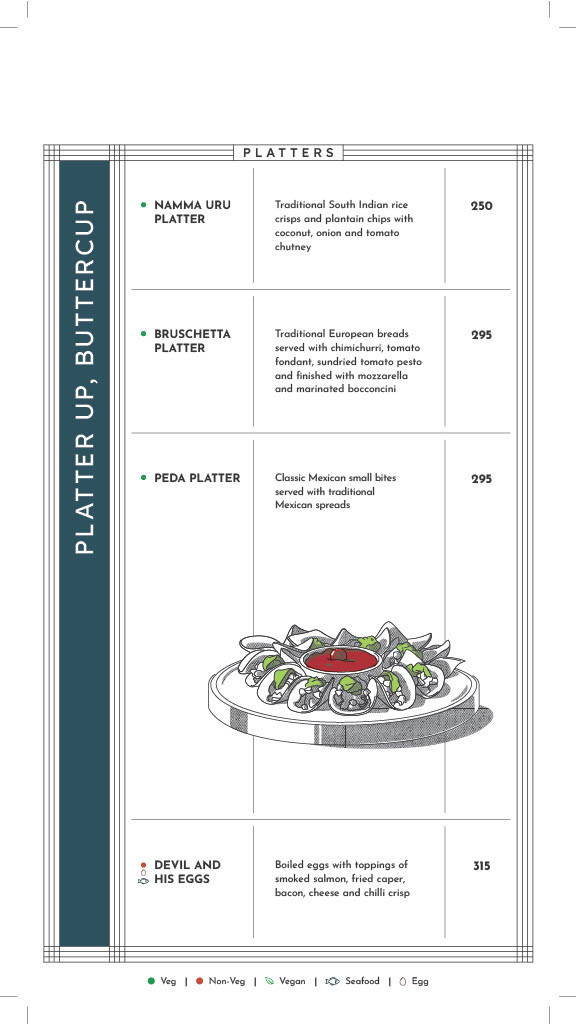 PLATTERS
PLATTER UP, BUTTERCUP
NAMMA URU
PLATTER
Traditional South Indian rice
crisps and plantain chips with
coconut, onion and tomato
chutney
250
BRUSCHETTA
PLATTER
Traditional European breads
served with chimichurri, tomato
fondant, sundried tomato pesto
and finished with mozzarella
and marinated bocconcini
295
PEDA PLATTER
Classic Mexican small bites
served with traditional
Mexican spreads
295
DEVIL AND
HIS EGGS
Boiled eggs with toppings of
smoked salmon, fried caper,
bacon, cheese and chilli crisp
315
Veg | Non-Veg | Vegan | Seafood | Egg